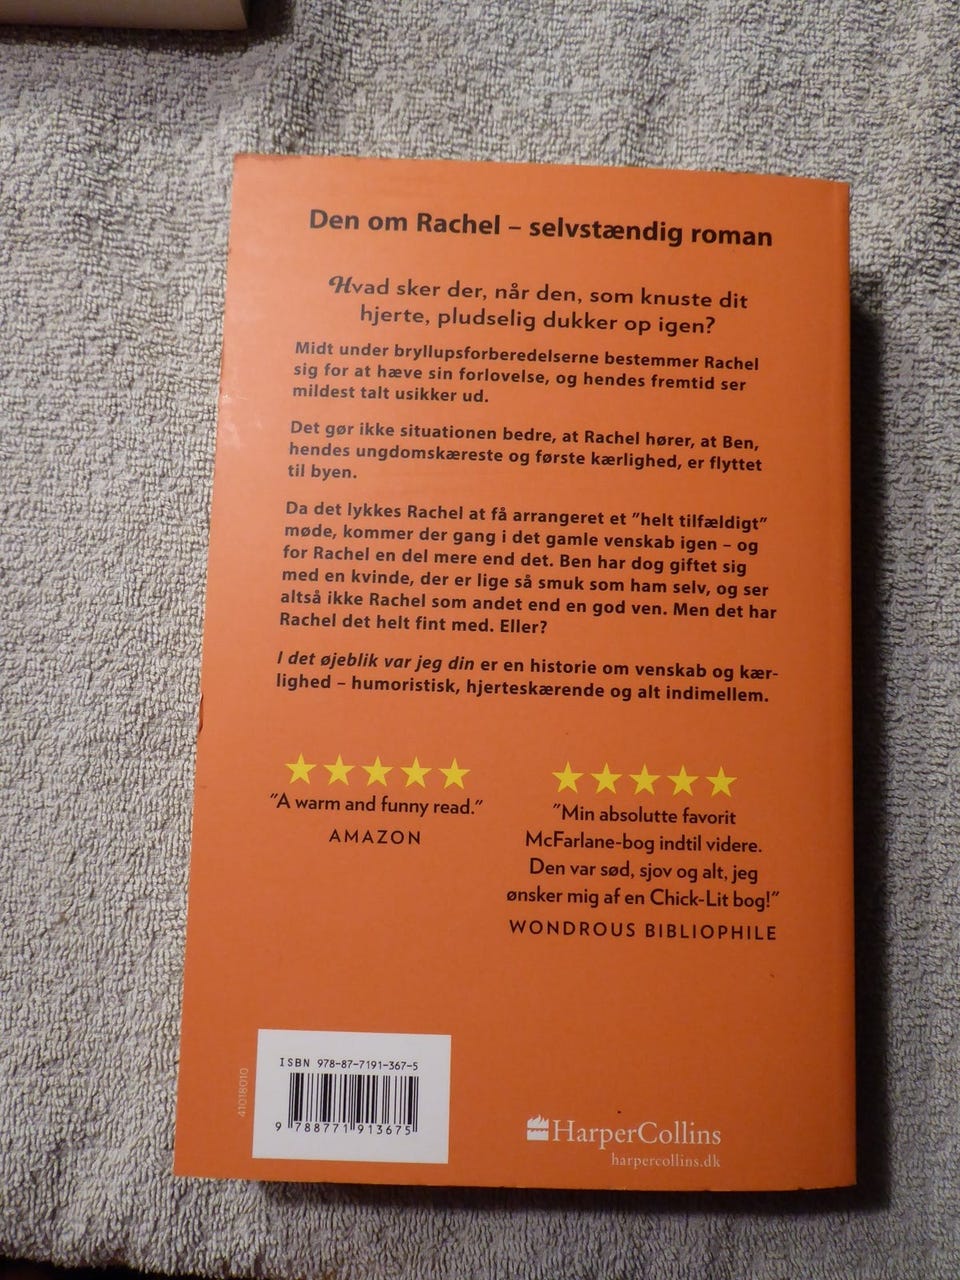 Den om Rachel – selvstændig roman
Hvad sker der, når den, som knuste dit
hjerte, pludselig dukker op igen?
Midt under bryllupsforberedelserne bestemmer Rachel
sig for at hæve sin forlovelse, og hendes fremtid ser
mildest talt usikker ud.
Det gør ikke situationen bedre, at Rachel hører, at Ben,
hendes ungdomskæreste og første kærlighed, er flyttet
til byen.
Da det lykkes Rachel at få arrangeret et ”helt tilfældigt”
møde, kommer der gang i det gamle venskab igen – og
for Rachel en del mere end det. Ben har dog giftet sig
med en kvinde, der er lige så smuk som ham selv, og ser
altså ikke Rachel som andet end en god ven. Men det har
Rachel det helt fint med. Eller?
I det øjeblik var jeg din er en historie om venskab og kær-
lighed – humoristisk, hjerteskærende og alt indimellem.
”A warm and funny read.”
AMAZON
”Min absolutte favorit
McFarlane-bog indtil videre.
Den var sød, sjov og alt, jeg
ønsker mig af en Chick-Lit bog!”
WONDROUS BIBLIOPHILE
41018010
ISBN 978-87-7191-367-5
9 788771 913675
HarperCollins
harpercollins.dk